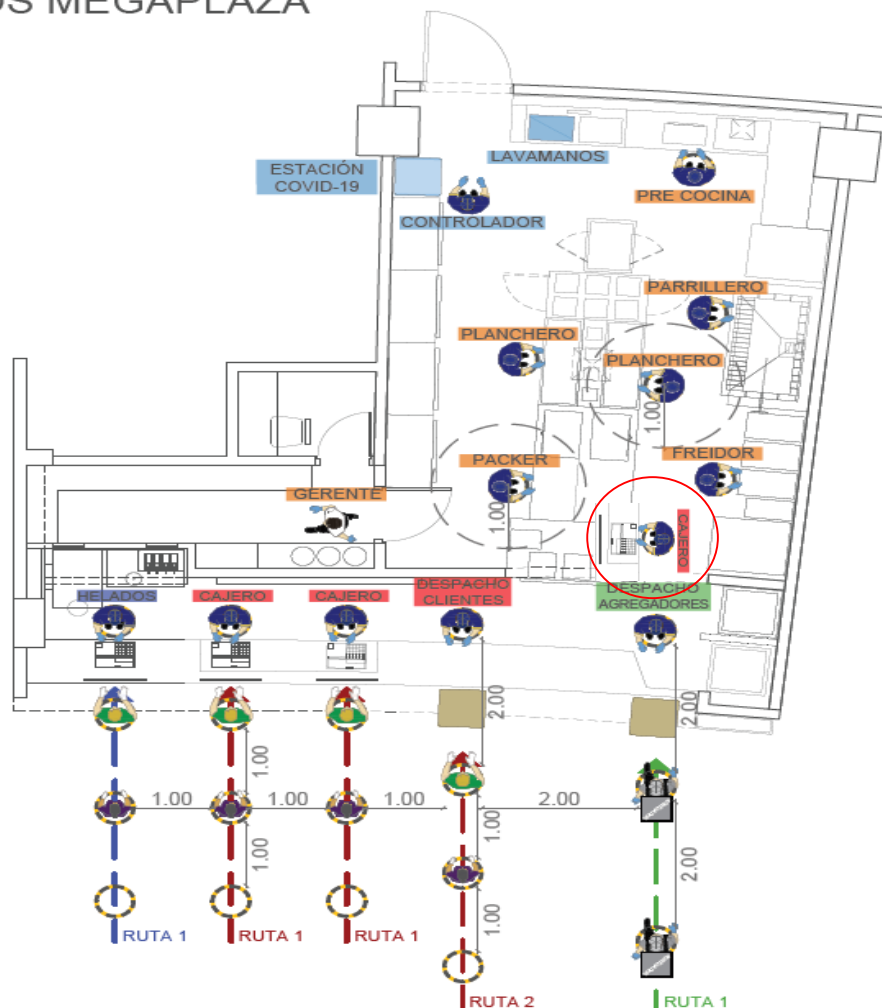 OS MEGAPLAZA
LAVAMANOS
ESTACIÓN
COVID-19
PRE COCINA
CONTROLADOR
PARRILLERO
PLANCHERO
PLANCHERO
1.00
PACKER
FREIDOR
GERENTE
1.00
CAJERO
HELADOS
CAJERO
CAJERO
DESPACHO
CLIENTES
DESPACHO
AGREGADORES
2.00
2.00
1.00
1.00
1.00
1.00
2.00
1.00
1.00
2.00
1.00
RUTA 1
RUTA 1
RUTA 1
RUTA 2
RUTA 1